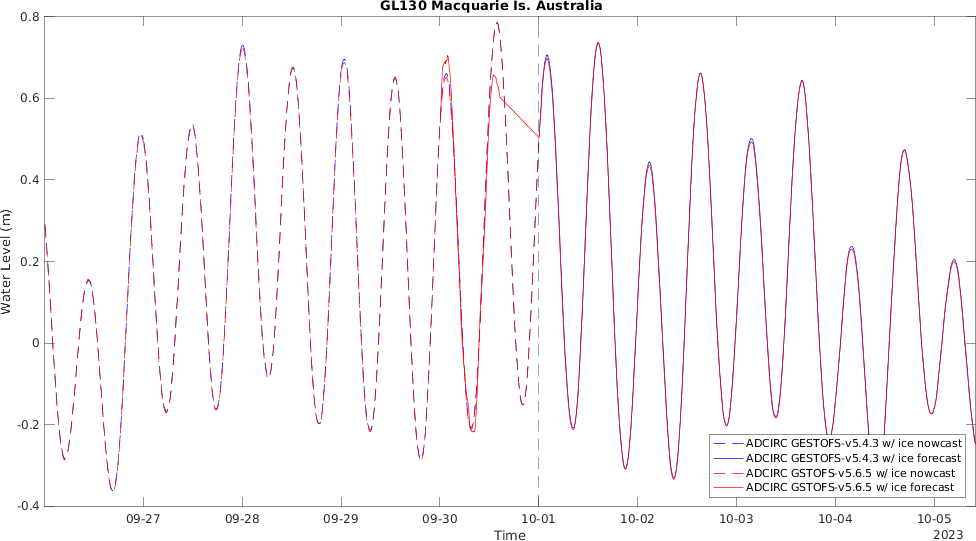 GL130 Macquarie Is. Australia
0.8
0.6
0.4
0.2
0
-0.2
-0.4
Water Level (m)
ADCIRC GESTOFS-v5.4.3 w/ ice nowcast
ADCIRC GESTOFS-v5.4.3 w/ ice forecast
ADCIRC GSTOFS-v5.6.5 w/ ice nowcast
ADCIRC GSTOFS-v5.6.5 w/ ice forecast
09-27 09-28 09-29 09-30 10-01 10-02 10-03 10-04 10-05
2023
Time